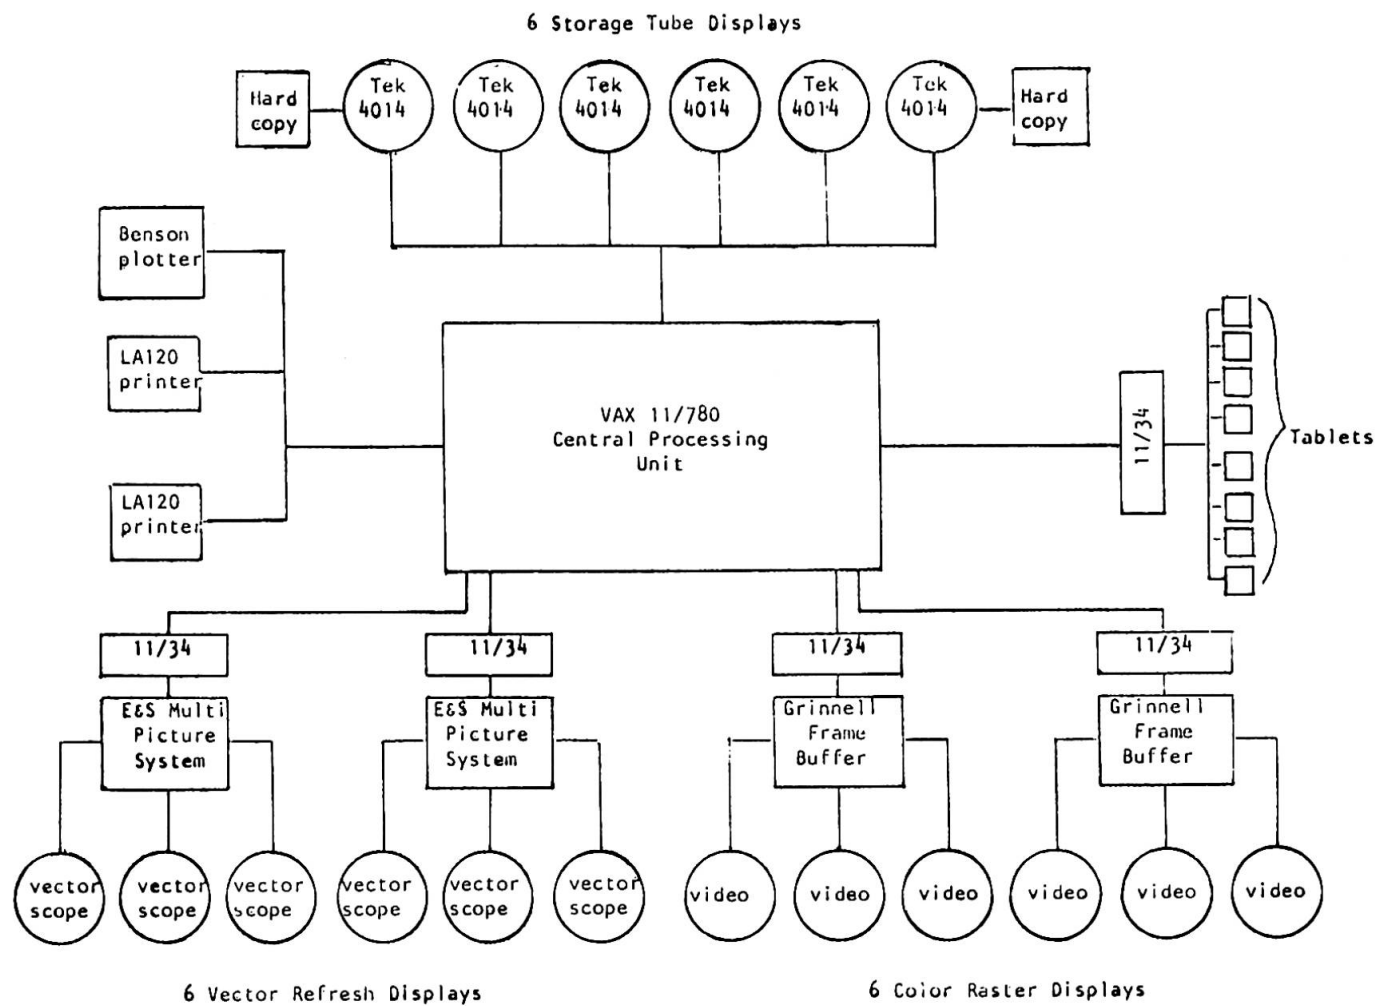 6 Storage Tube Displays
Hard
copy
Tek
4014
Tek
4014
Tek
4014
Tek
4014
Tek
4014
Tek
4014
Hard
copy
Benson
plotter
LA120
printer
LA120
printer
VAX 11/780
Central Processing
Unit
11/34
Tablets
11/34
11/34
11/34
11/34
E&S Multi
Picture
System
E&S Multi
Picture
System
Grinnell
Frame
Buffer
Grinnell
Frame
Buffer
vector
scope
vector
scope
vector
scope
vector
scope
vector
scope
vector
scope
video
video
video
video
video
video
6 Vector Refresh Displays
6 Color Raster Displays